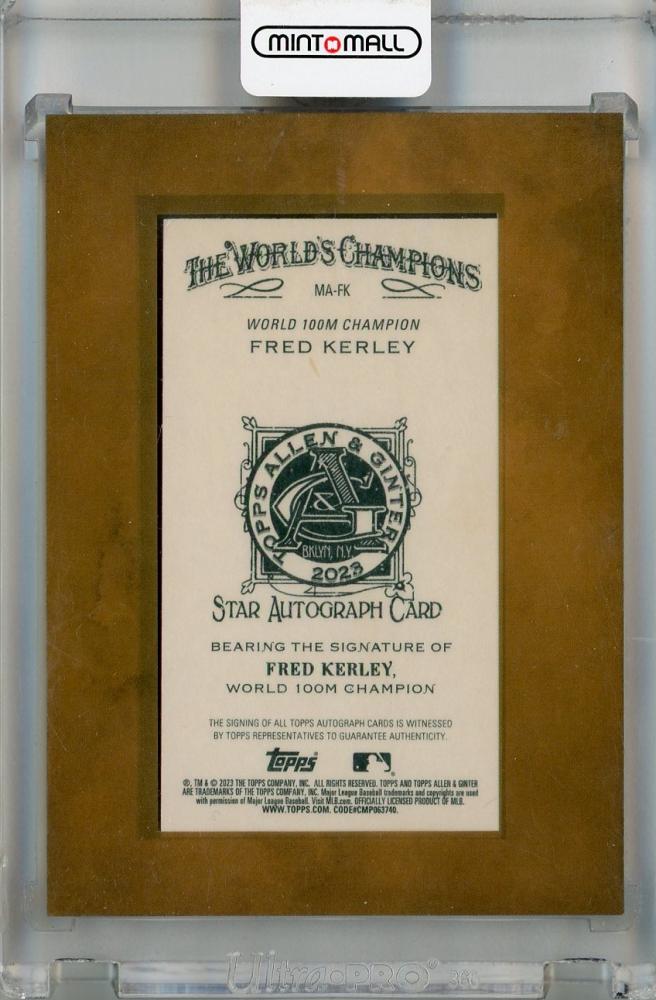 MINT MALL
THE WORLD'S CHAMPIONS
MA-FK
WORLD 100M CHAMPION
FRED KERLEY
TOPPS ALLEN & GINTER
A & G
BKLYN, N.Y.
2023
STAR AUTOGRAPH CARD
BEARING THE SIGNATURE OF
FRED KERLEY,
WORLD 100M CHAMPION
THE SIGNING OF ALL TOPPS AUTOGRAPH CARDS IS WITNESSED
BY TOPPS REPRESENTATIVES TO GUARANTEE AUTHENTICITY.
topps
®, TM & © 2023 THE TOPPS COMPANY, INC. ALL RIGHTS RESERVED. TOPPS AND TOPPS ALLEN & GINTER
ARE TRADEMARKS OF THE TOPPS COMPANY, INC. Major League Baseball trademarks and copyrights are used
with permission of Major League Baseball. Visit MLB.com. OFFICIALLY LICENSED PRODUCT OF MLB.
WWW.TOPPS.COM. CODE#CMP063740.
Ultra·PRO®